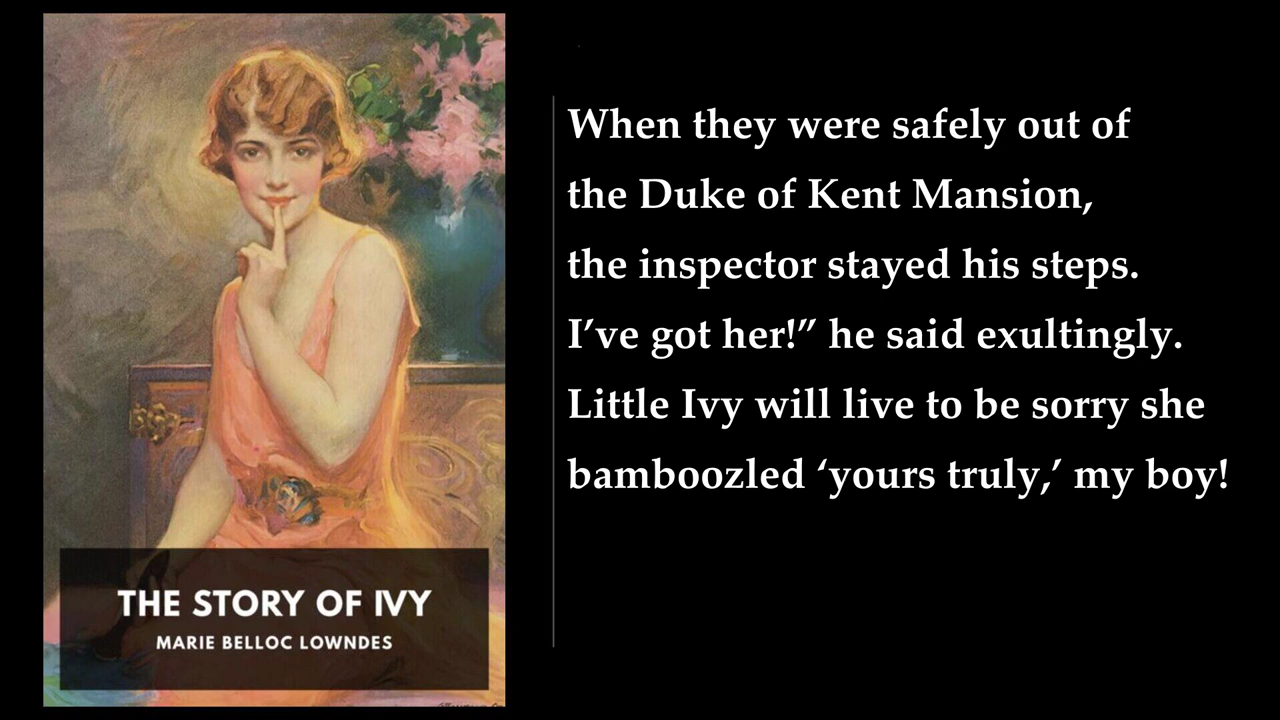 THE STORY OF IVY
MARIE BELLOC LOWNDES
When they were safely out of
the Duke of Kent Mansion,
the inspector stayed his steps.
I’ve got her!” he said exultingly.
Little Ivy will live to be sorry she
bamboozled ‘yours truly,’ my boy!